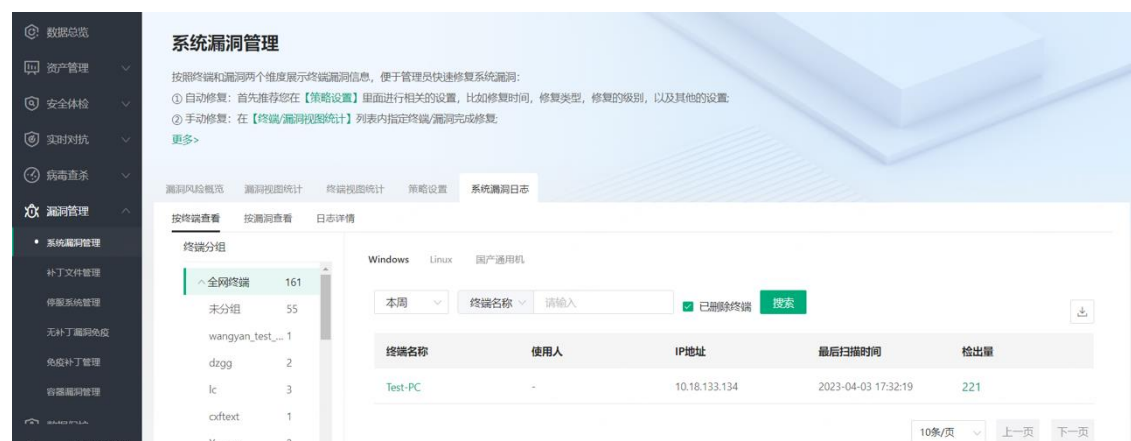 数据总览
资产管理
安全体检
实时对抗
病毒查杀
漏洞管理
系统漏洞管理
补丁文件管理
停服系统管理
无补丁漏洞免疫
免疫补丁管理
容器漏洞管理
系统漏洞管理
按照终端和漏洞两个维度展示终端漏洞信息，便于管理员快速修复系统漏洞：
① 自动修复：首先推荐您在【策略设置】里面进行相关的设置，比如修复时间，修复类型，修复的级别，以及其他的设置;
② 手动修复：在【终端/漏洞视图统计】列表内指定终端/漏洞完成修复;
更多>
漏洞风险概览 漏洞视图统计 终端视图统计 策略设置 系统漏洞日志
按终端查看 按漏洞查看 日志详情
终端分组
全网终端 161
未分组 55
wangyan_test_... 1
dzgg 2
lc 3
cxftext 1
Windows Linux 国产通用机
本周 终端名称 请输入 已删除终端 搜索
终端名称 使用人 IP地址 最后扫描时间 检出量
Test-PC - 10.18.133.134 2023-04-03 17:32:19 221
10条/页 上一页 下一页